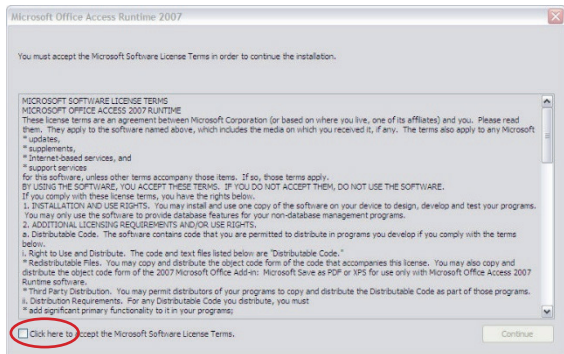 Microsoft Office Access Runtime 2007
You must accept the Microsoft Software License Terms in order to continue the installation.
MICROSOFT SOFTWARE LICENSE TERMS
MICROSOFT OFFICE ACCESS 2007 RUNTIME
These license terms are an agreement between Microsoft Corporation (or based on where you live, one of its affiliates) and you. Please read
them. They apply to the software named above, which includes the media on which you received it, if any. The terms also apply to any Microsoft
* updates,
* supplements,
* Internet-based services, and
* support services
for this software, unless other terms accompany those items. If so, those terms apply.
BY USING THE SOFTWARE, YOU ACCEPT THESE TERMS. IF YOU DO NOT ACCEPT THEM, DO NOT USE THE SOFTWARE.
If you comply with these license terms, you have the rights below.
1. INSTALLATION AND USE RIGHTS. You may install and use one copy of the software on your device to design, develop and test your programs.
You may only use the software to provide database features for your non-database management programs.
2. ADDITIONAL LICENSING REQUIREMENTS AND/OR USE RIGHTS.
a. Distributable Code. The software contains code that you are permitted to distribute in programs you develop if you comply with the terms
below.
i. Right to Use and Distribute. The code and text files listed below are "Distributable Code."
* Redistributable Files. You may copy and distribute the object code form of the code that accompanies this license. You may also copy and
distribute the object code form of the 2007 Microsoft Office Add-in: Microsoft Save as PDF or XPS for use only with Microsoft Office Access 2007
Runtime software.
* Third Party Distribution. You may permit distributors of your programs to copy and distribute the Distributable Code as part of those programs.
ii. Distribution Requirements. For any Distributable Code you distribute, you must
* add significant primary functionality to it in your programs;
Click here to accept the Microsoft Software License Terms.
Continue